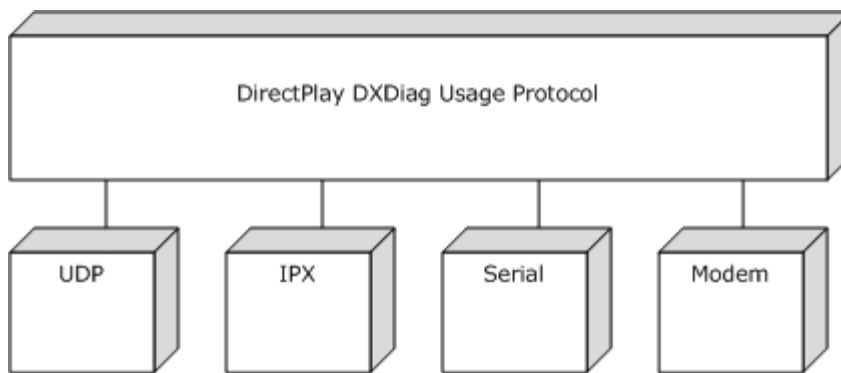 DirectPlay DXDiag Usage Protocol
UDP
IPX
Serial
Modem